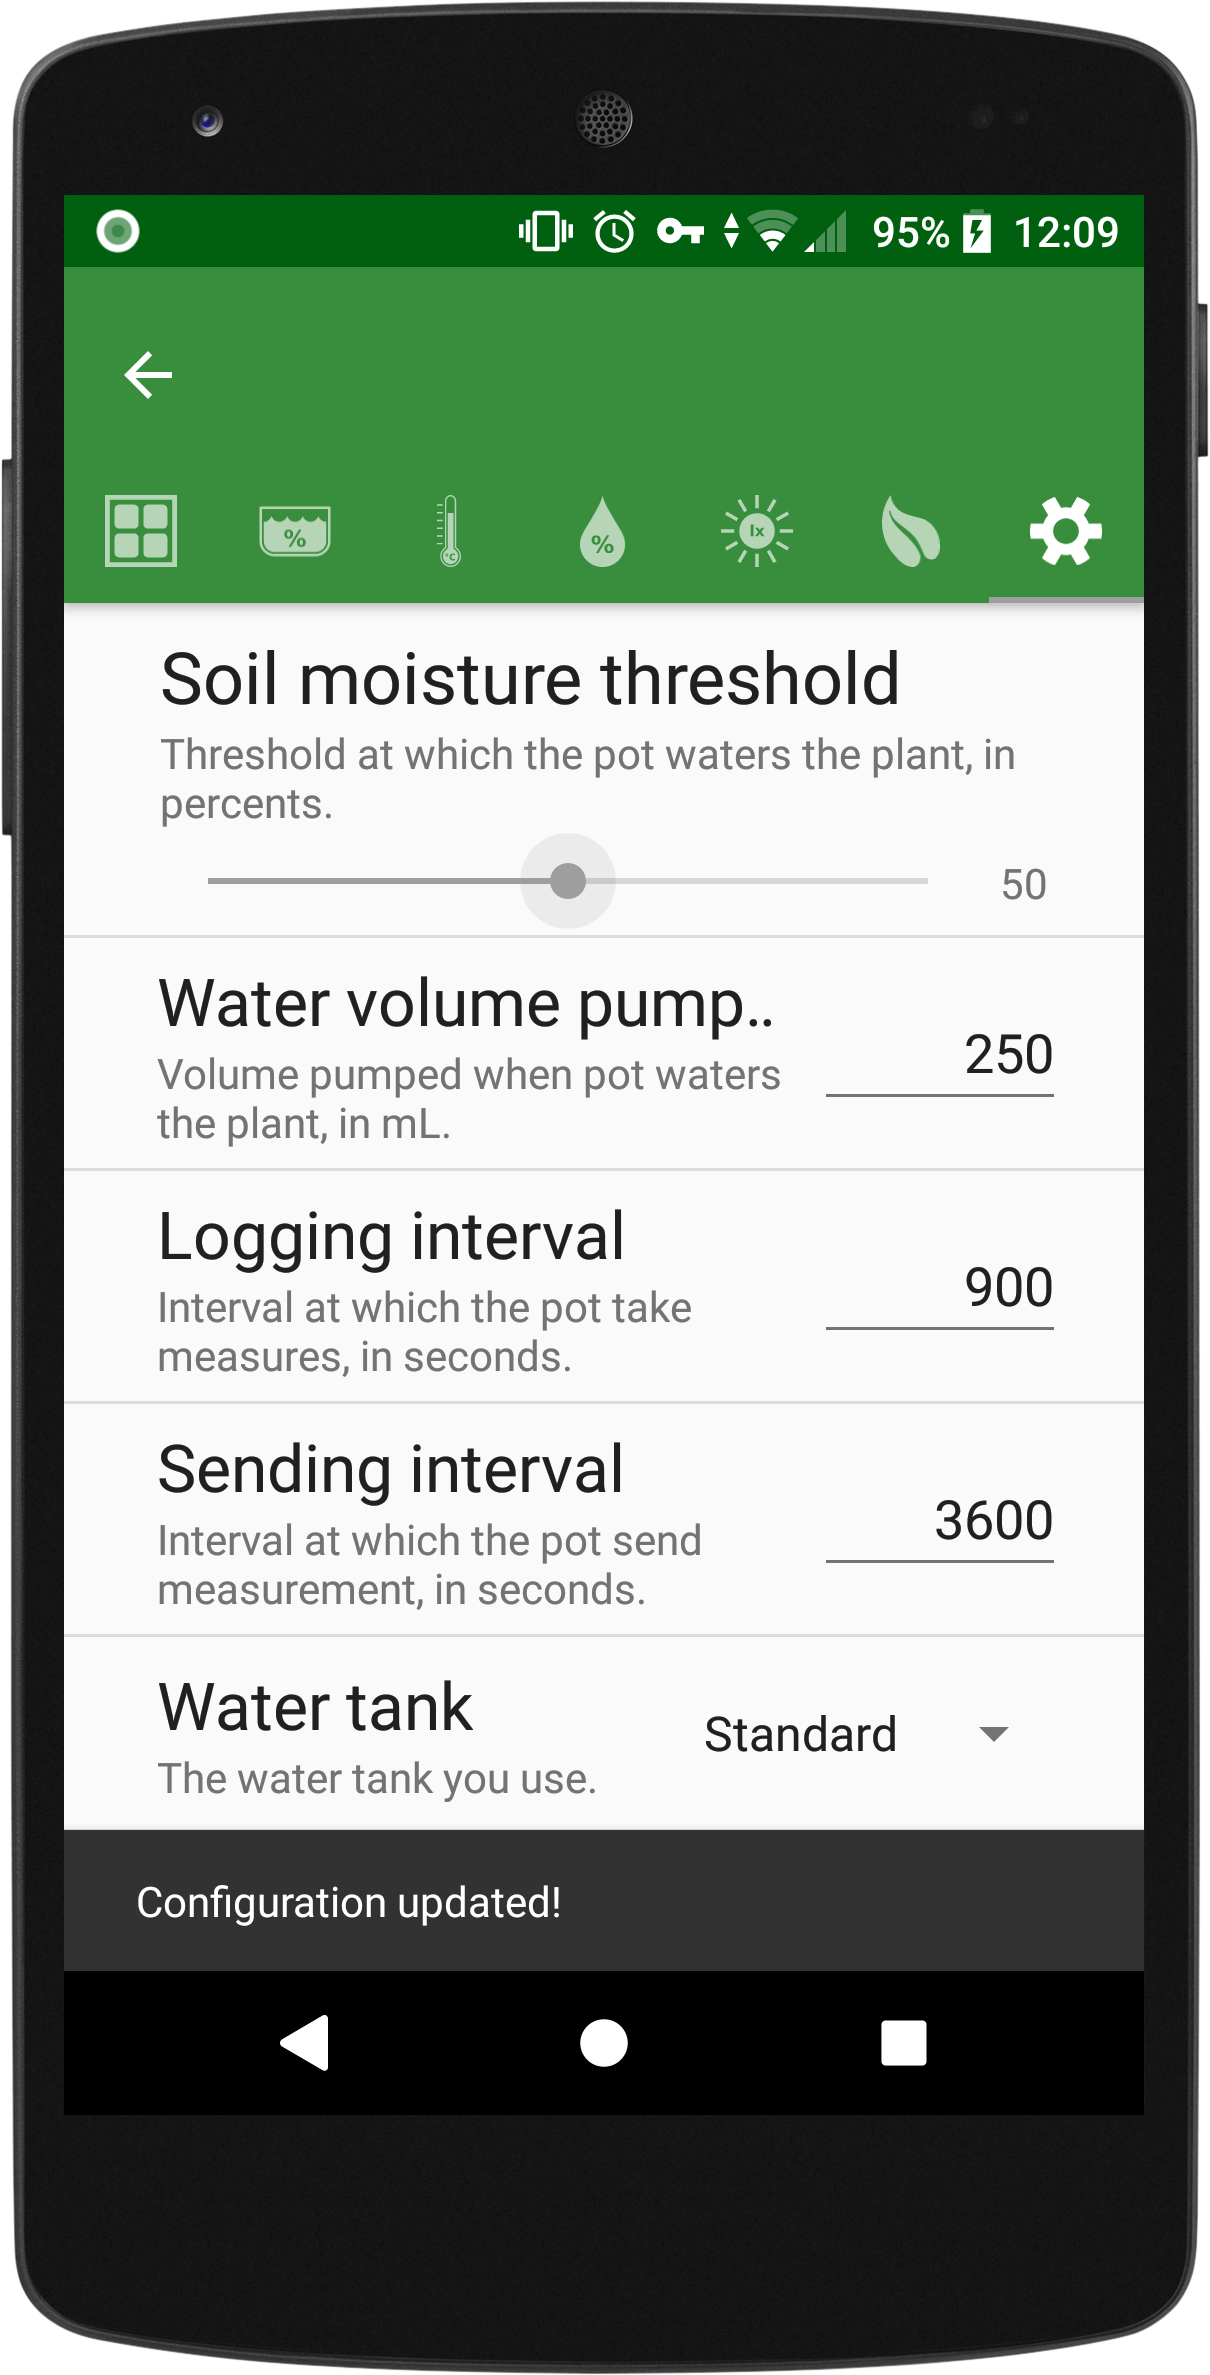 95% 12:09
% °C % lx
Soil moisture threshold
Threshold at which the pot waters the plant, in
percents.
50
Water volume pump..
250
Volume pumped when pot waters
the plant, in mL.
Logging interval
900
Interval at which the pot take
measures, in seconds.
Sending interval
3600
Interval at which the pot send
measurement, in seconds.
Water tank
Standard
The water tank you use.
Configuration updated!